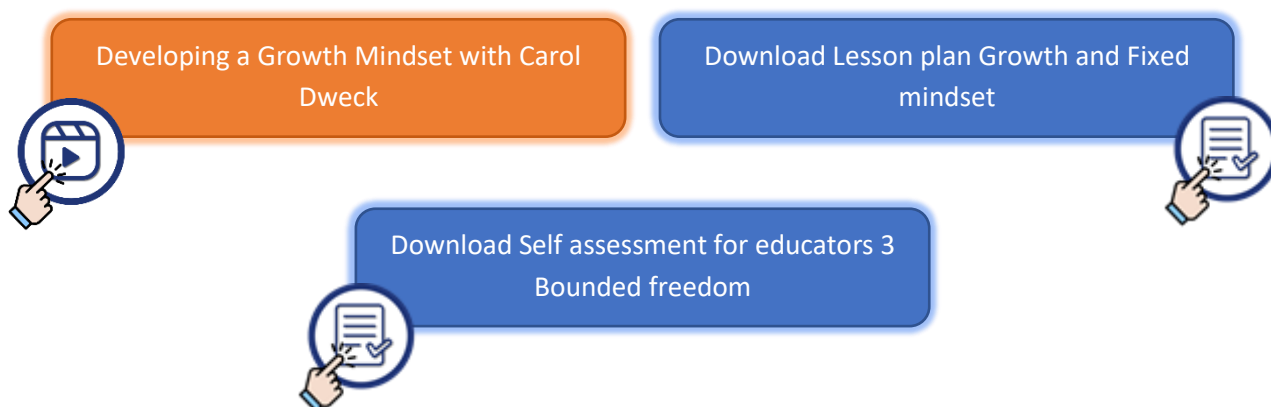 Developing a Growth Mindset with Carol
Dweck
Download Lesson plan Growth and Fixed
mindset
Download Self assessment for educators 3
Bounded freedom